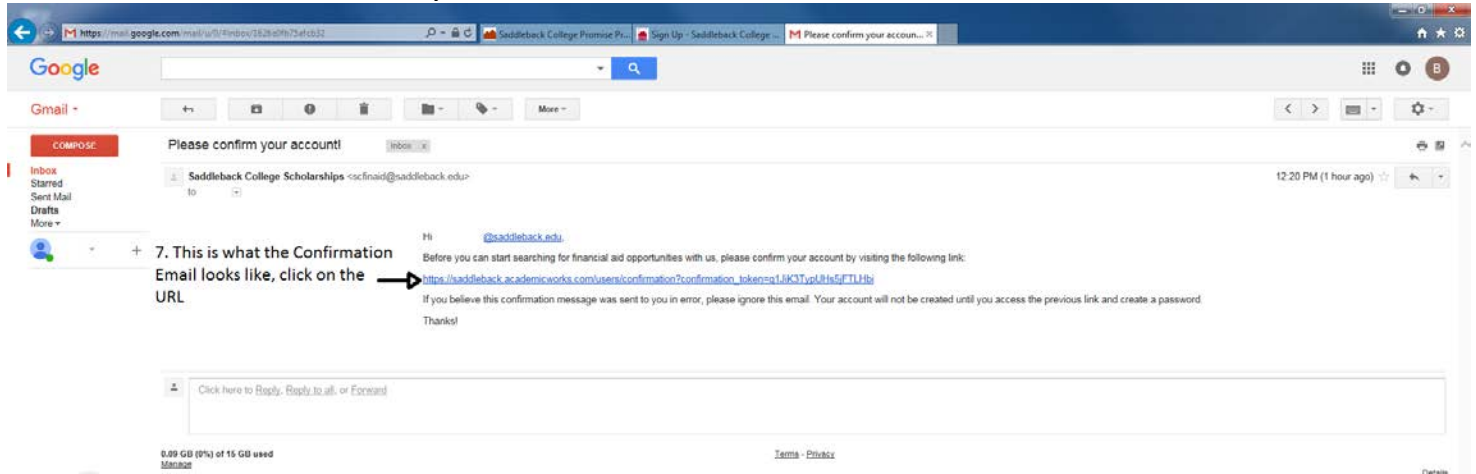 https://mail.google.com/mail/u/0/#inbox/
Saddleback College Promise Pr...
Sign Up - Saddleback College ...
Please confirm your accoun...
Google
B
Gmail
More
COMPOSE
Please confirm your account!
Inbox x
Inbox
Starred
Sent Mail
Drafts
More
Saddleback College Scholarships <scfinaid@saddleback.edu>
to
12:20 PM (1 hour ago)
Hi @saddleback.edu,
Before you can start searching for financial aid opportunities with us, please confirm your account by visiting the following link:
7. This is what the Confirmation
Email looks like, click on the
URL
https://saddleback.academicworks.com/users/confirmation?confirmation_token=
If you believe this confirmation message was sent to you in error, please ignore this email. Your account will not be created until you access the previous link and create a password.
Thanks!
Click here to Reply, Reply to all, or Forward
0.09 GB (0%) of 15 GB used
Manage
Terms - Privacy
Details